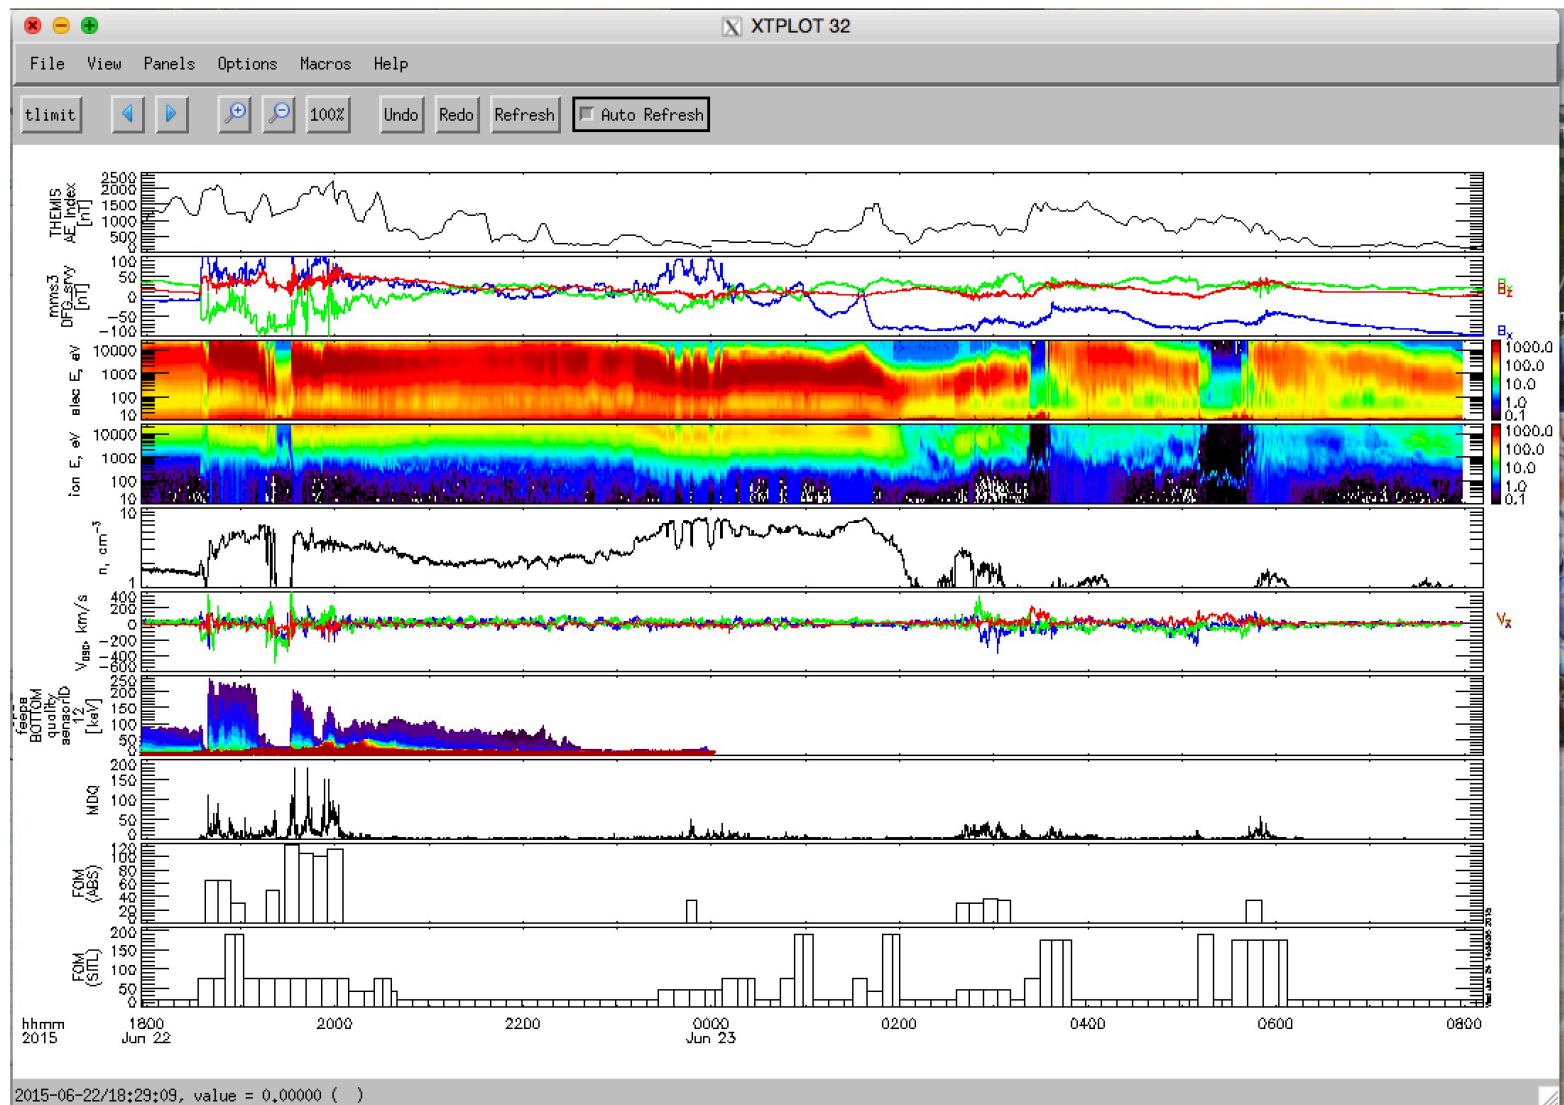 XTPLOT 32
File View Panels Options Macros Help
tlimit 100% Undo Redo Refresh Auto Refresh
2500
2000
1500
1000
500
0
THEMIS
AE_Index
[nT]
100
50
0
-50
-100
mms3
DFG_srvy
[nT]
Bz
Bx
10000
1000
100
10
elec E, eV
1000.0
100.0
10.0
1.0
0.1
10000
1000
100
10
ion E, eV
1000.0
100.0
10.0
1.0
0.1
10
1
n, cm-3
400
200
0
-200
-400
-600
VDSC, km/s
250
200
150
100
50
0
feeps
BOTTOM
quality
sensorID
12
[keV]
200
150
100
50
0
MDQ
120
100
80
60
40
20
0
FOM
(ABS)
200
150
100
50
0
FOM
(SITL)
hhmm 1800 2000 2200 0000 0200 0400 0600 0800
2015 Jun 22 Jun 23
2015-06-22/18:29:09, value = 0.00000 ( )